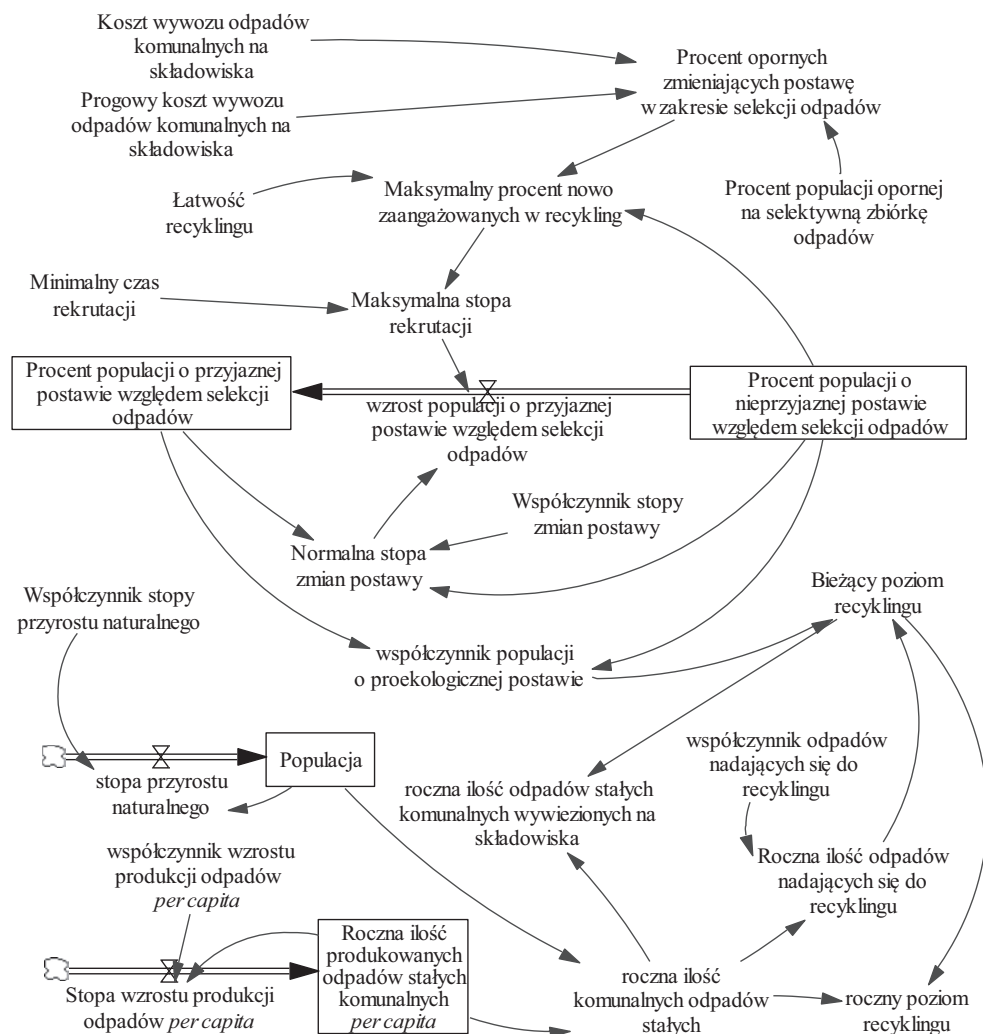 Koszt wywozu odpadów
komunalnych na
składowiska
Procent opornych
zmieniających postawę
w zakresie selekcji odpadów
Progowy koszt wywozu
odpadów komunalnych na
składowiska
Łatwość
recyklingu
Maksymalny procent nowo
zaangażowanych w recykling
Procent populacji opornej
na selektywną zbiórkę
odpadów
Minimalny czas
rekrutacji
Maksymalna stopa
rekrutacji
Procent populacji o przyjaznej
postawie względem selekcji
odpadów
wzrost populacji o przyjaznej
postawie względem selekcji
odpadów
Procent populacji o
nieprzyjaznej postawie
względem selekcji odpadów
Współczynnik stopy
zmian postawy
Normalna stopa
zmian postawy
Współczynnik stopy
przyrostu naturalnego
Bieżący poziom
recyklingu
współczynnik populacji
o proekologicznej postawie
Populacja
stopa przyrostu
naturalnego
roczna ilość odpadów stałych
komunalnych wywiezionych na
składowiska
współczynnik odpadów
nadających się do
recyklingu
współczynnik wzrostu
produkcji odpadów
per capita
Roczna ilość odpadów
nadających się do
recyklingu
Roczna ilość
produkowanych
odpadów stałych
komunalnych
per capita
Stopa wzrostu produkcji
odpadów per capita
roczna ilość
komunalnych odpadów
stałych
roczny poziom
recyklingu